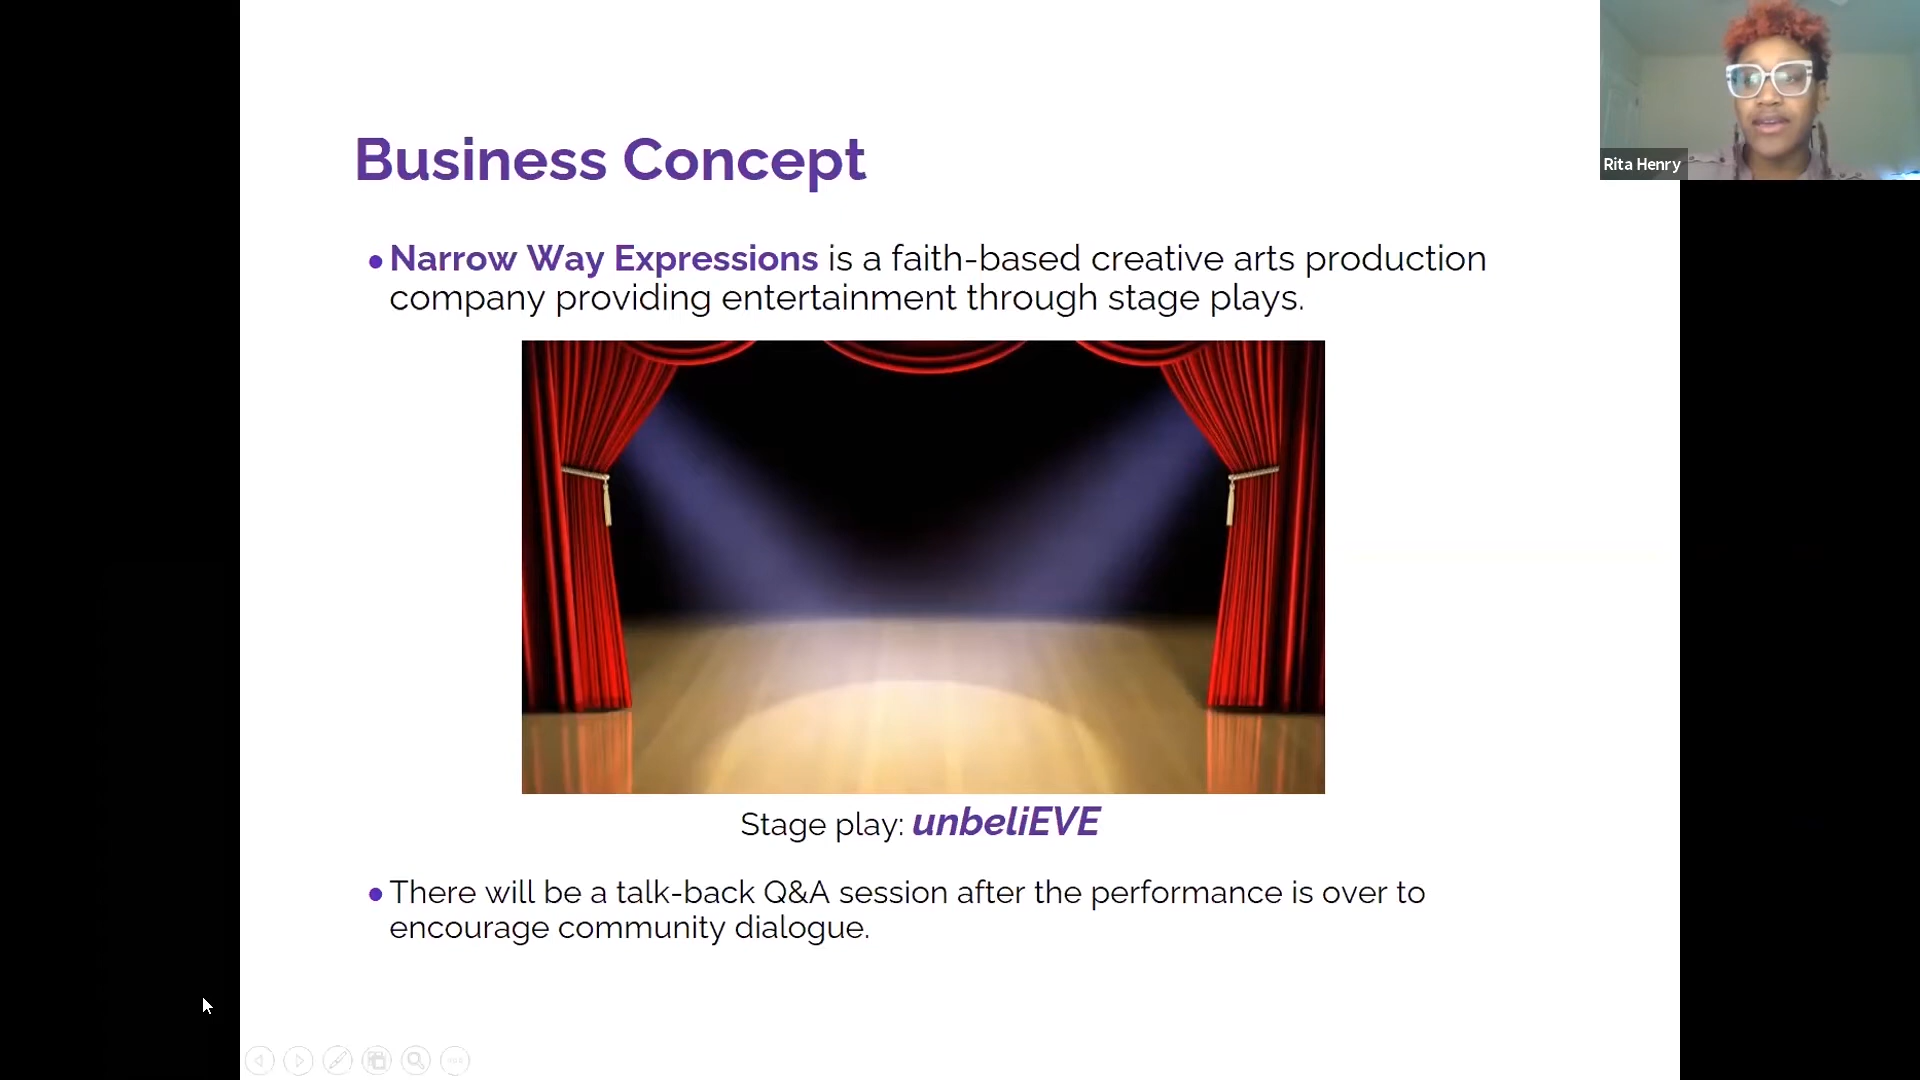 Business Concept
Rita Henry
• Narrow Way Expressions is a faith-based creative arts production
company providing entertainment through stage plays.
Stage play: unbeliEVE
• There will be a talk-back Q&A session after the performance is over to
encourage community dialogue.